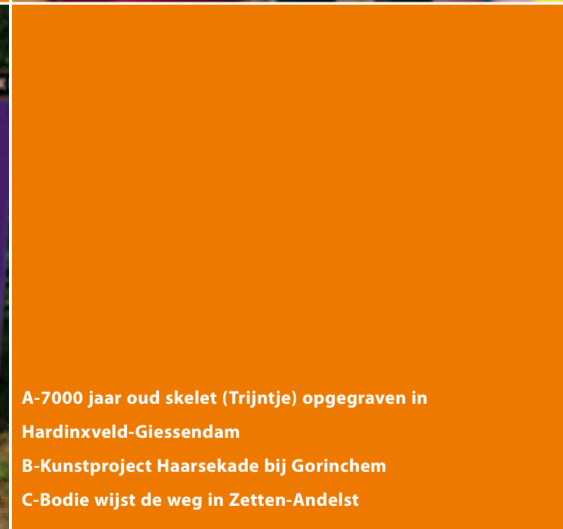 A-7000 jaar oud skelet (Trijntje) opgegraven in
Hardinxveld-Giessendam
B-Kunstproject Haarsekade bij Gorinchem
C-Bodie wijst de weg in Zetten-Andelst